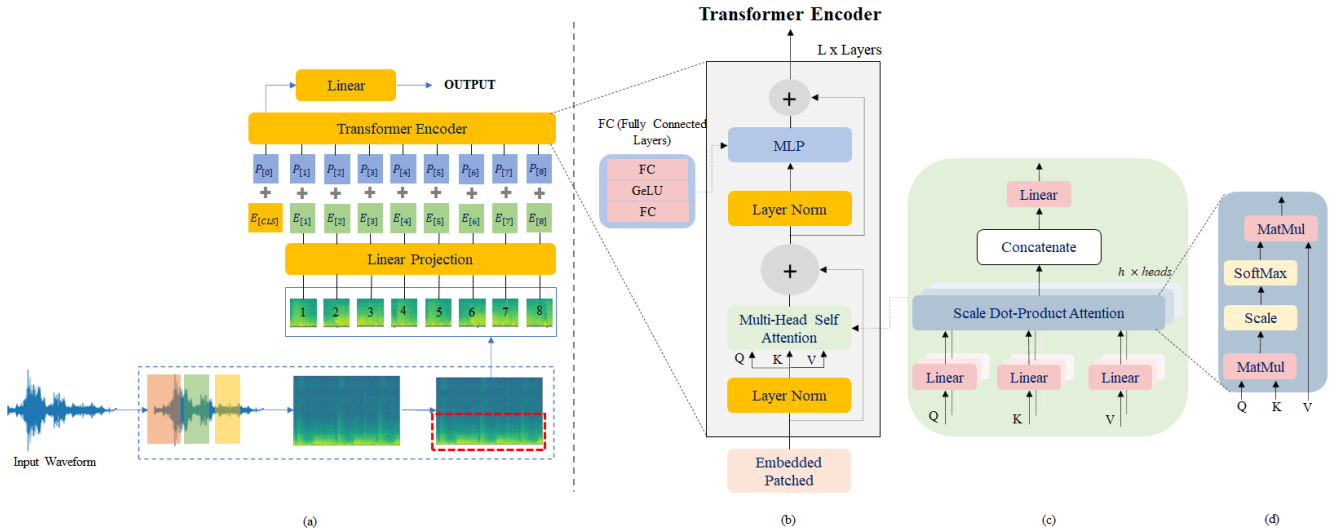 Linear
OUTPUT
Transformer Encoder
P[0] P[1] P[2] P[3] P[4] P[5] P[6] P[7] P[8]
+ + + + + + + + +
E[CLS] E[1] E[2] E[3] E[4] E[5] E[6] E[7] E[8]
Linear Projection
1 2 3 4 5 6 7 8
Input Waveform
(a)
Transformer Encoder
L x Layers
+
FC (Fully Connected
Layers)
FC
GeLU
FC
MLP
Layer Norm
+
Multi-Head Self
Attention
Q K V
Layer Norm
Embedded
Patched
(b)
Linear
Concatenate
h × heads
Scale Dot-Product Attention
Linear Linear Linear
Q K V
(c)
MatMul
SoftMax
Scale
MatMul
Q K V
(d)